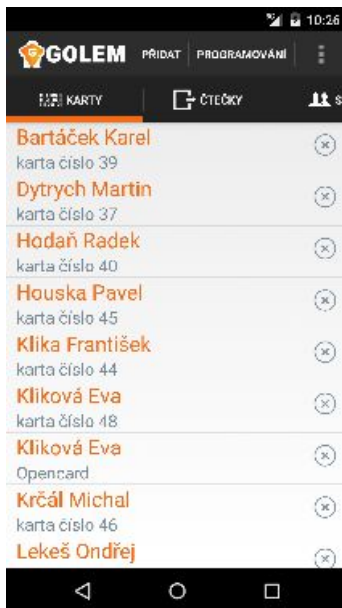 10:26
GOLEM PŘIDAT PROGRAMOVÁNÍ
KARTY ČTEČKY S
Bartáček Karel
karta číslo 39
Dytrych Martin
karta číslo 37
Hodaň Radek
karta číslo 40
Houska Pavel
karta číslo 45
Klika František
karta číslo 44
Kliková Eva
karta číslo 48
Kliková Eva
Opencard
Krčál Michal
karta číslo 46
Lekeš Ondřej